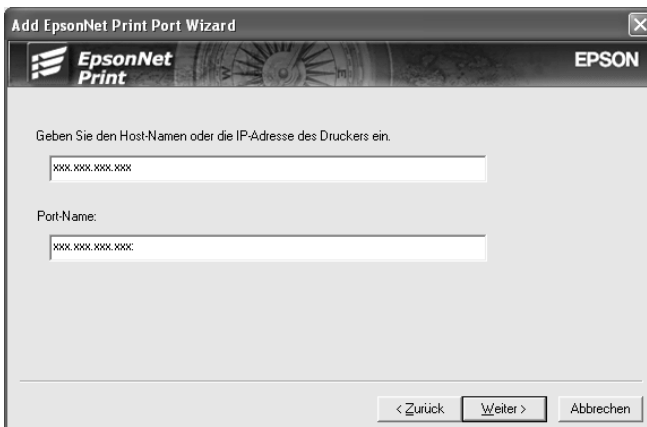 Add EpsonNet Print Port Wizard
EpsonNet
Print
EPSON
Geben Sie den Host-Namen oder die IP-Adresse des Druckers ein.
xxx.xxx.xxx.xxx
Port-Name:
xxx.xxx.xxx.xxx:
< Zurück Weiter > Abbrechen